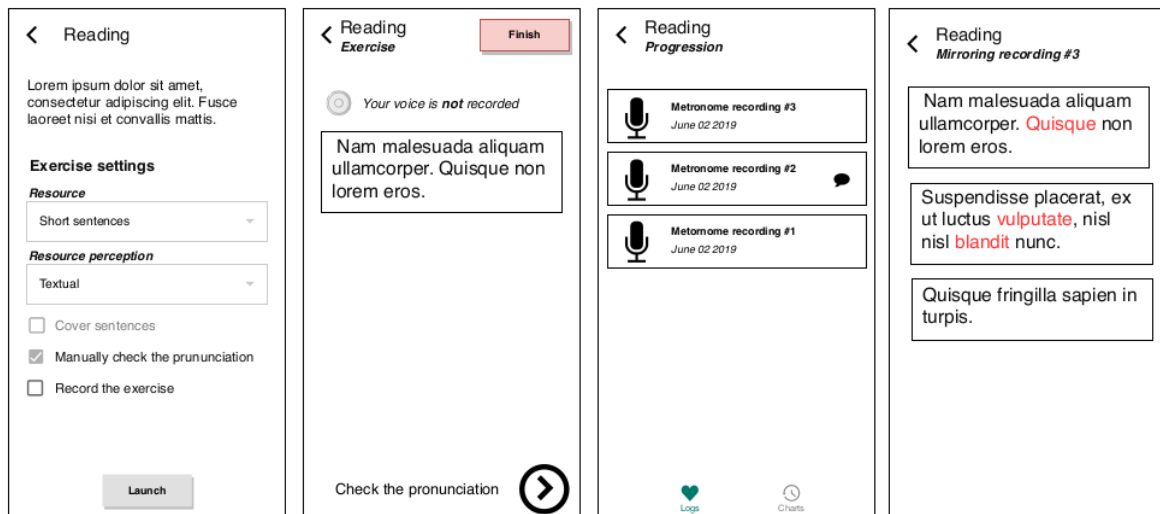 Reading
Lorem ipsum dolor sit amet,
consectetur adipiscing elit. Fusce
laoreet nisi et convallis mattis.
Exercise settings
Resource
Short sentences
Resource perception
Textual
Cover sentences
Manually check the prununciation
Record the exercise
Launch
Reading
Exercise
Finish
Your voice is not recorded
Nam malesuada aliquam
ullamcorper. Quisque non
lorem eros.
Check the pronunciation
Reading
Progression
Metronome recording #3
June 02 2019
Metronome recording #2
June 02 2019
Metornome recording #1
June 02 2019
Logs
Charts
Reading
Mirroring recording #3
Nam malesuada aliquam
ullamcorper. Quisque non
lorem eros.
Suspendisse placerat, ex
ut luctus vulputate, nisl
nisl blandit nunc.
Quisque fringilla sapien in
turpis.